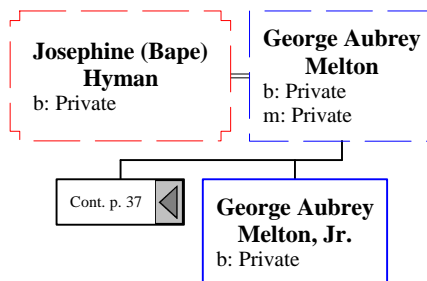 Josephine (Bape)
Hyman
b: Private
George Aubrey
Melton
b: Private
m: Private
Cont. p. 37
George Aubrey
Melton, Jr.
b: Private